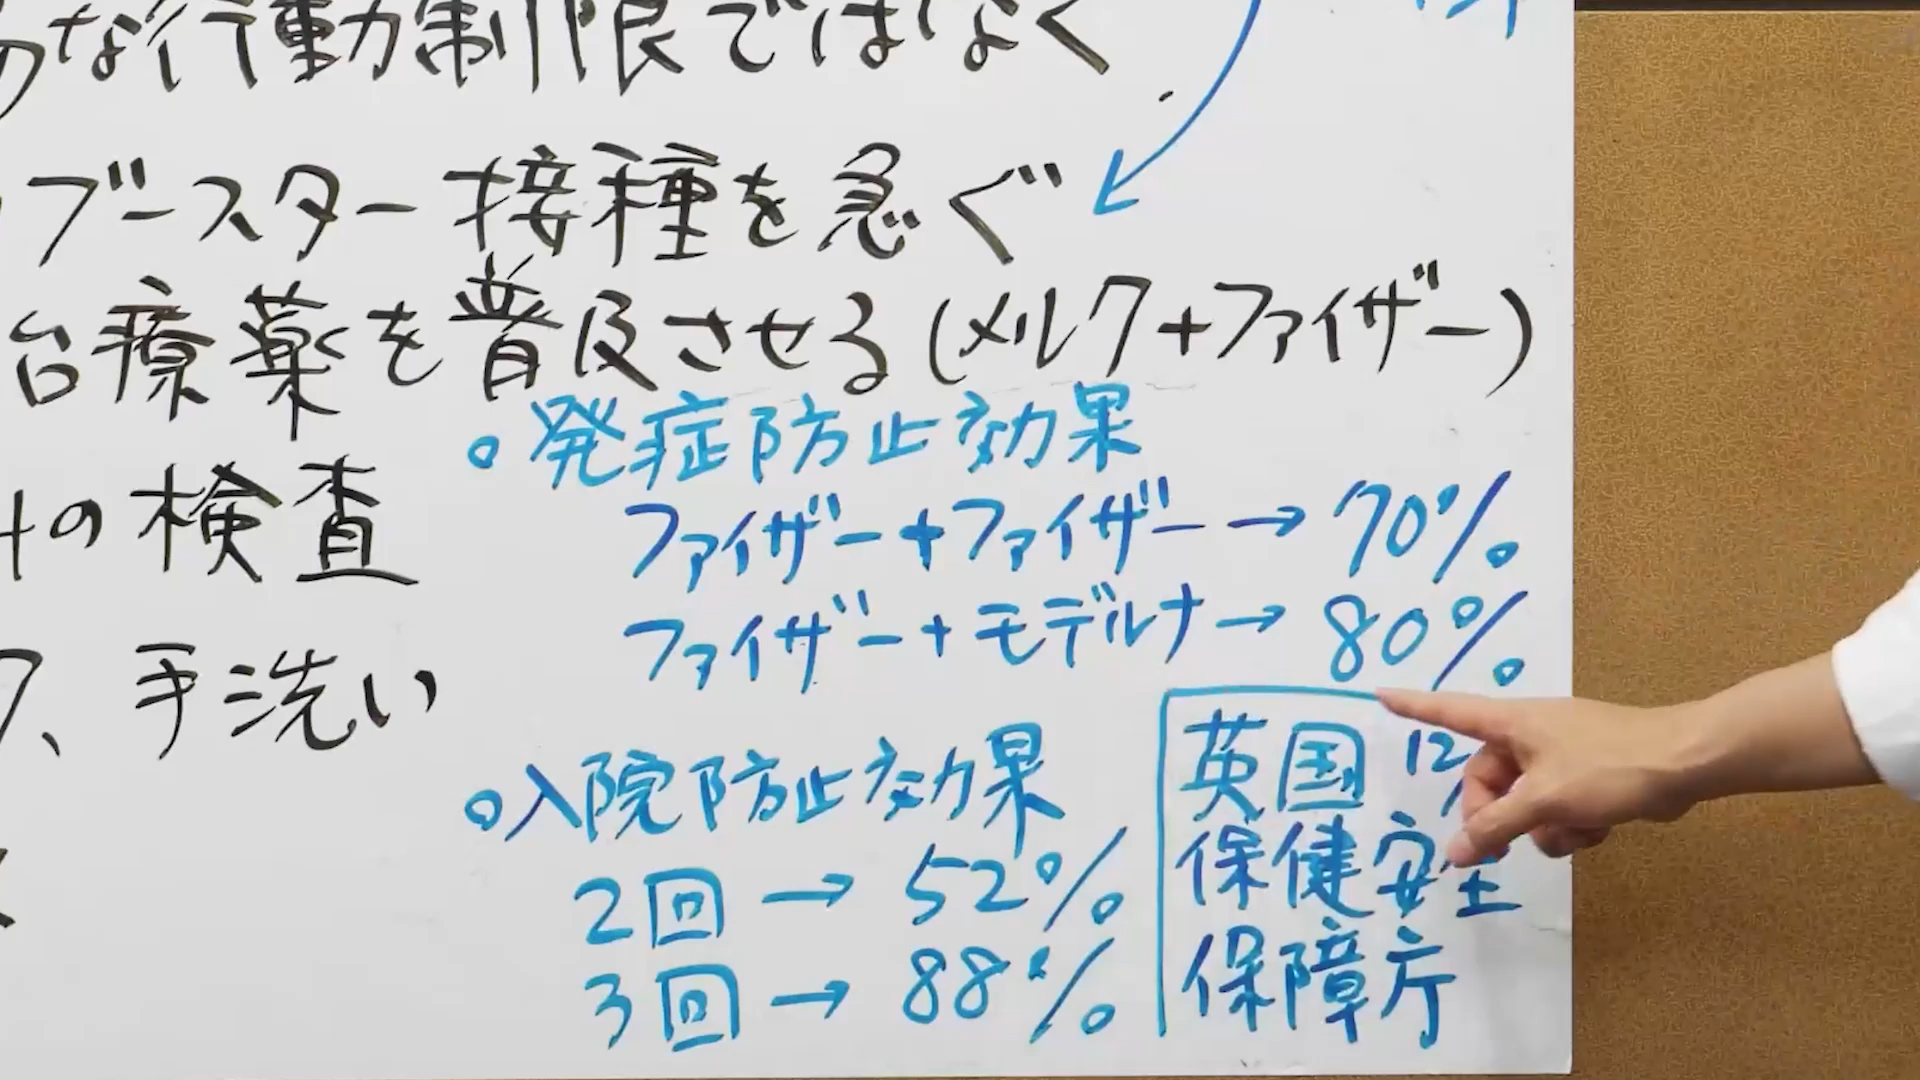 な行動制限ではなく
ブースター接種を急ぐ
治療薬を普及させる(メルク+ファイザー)
の検査
、手洗い
○発症防止効果
ファイザー+ファイザー→70%
ファイザー+モデルナ→80%
○入院防止効果
2回→52%
3回→88%
英国 12
保健安全
保障庁